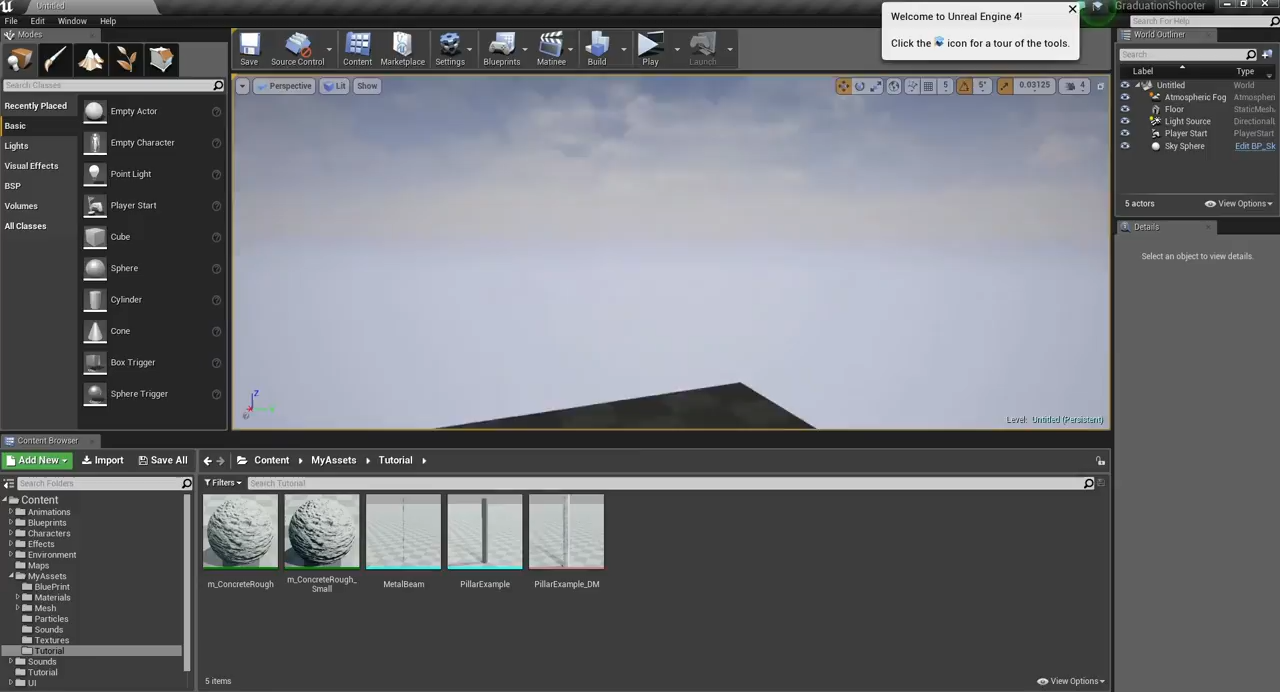 Untitled
GraduationShooter
File Edit Window Help
Welcome to Unreal Engine 4!
Click the icon for a tour of the tools.
Search For Help
Modes
World Outliner
Save
Source Control
Content
Marketplace
Settings
Blueprints
Matinee
Build
Play
Launch
Search
Label Type
Untitled World
Atmospheric Fog Atmospher
Floor StaticMesh
Light Source Directional
Player Start PlayerStart
Sky Sphere Edit BP_Sk
5 actors
View Options
Details
Select an object to view details.
Search Classes
Recently Placed
Basic
Lights
Visual Effects
BSP
Volumes
All Classes
Empty Actor
Empty Character
Point Light
Player Start
Cube
Sphere
Cylinder
Cone
Box Trigger
Sphere Trigger
Perspective Lit Show
5 5° 0.03125 4
Z
Level: Untitled (Persistent)
Content Browser
Add New Import Save All
Content MyAssets Tutorial
Search Folders
Filters Search Tutorial
Content
Animations
Blueprints
Characters
Effects
Environment
Maps
MyAssets
BluePrint
Materials
Mesh
Particles
Sounds
Textures
Tutorial
Sounds
Tutorial
UI
m_ConcreteRough
m_ConcreteRough_
Small
MetalBeam
PillarExample
PillarExample_DM
5 items
View Options